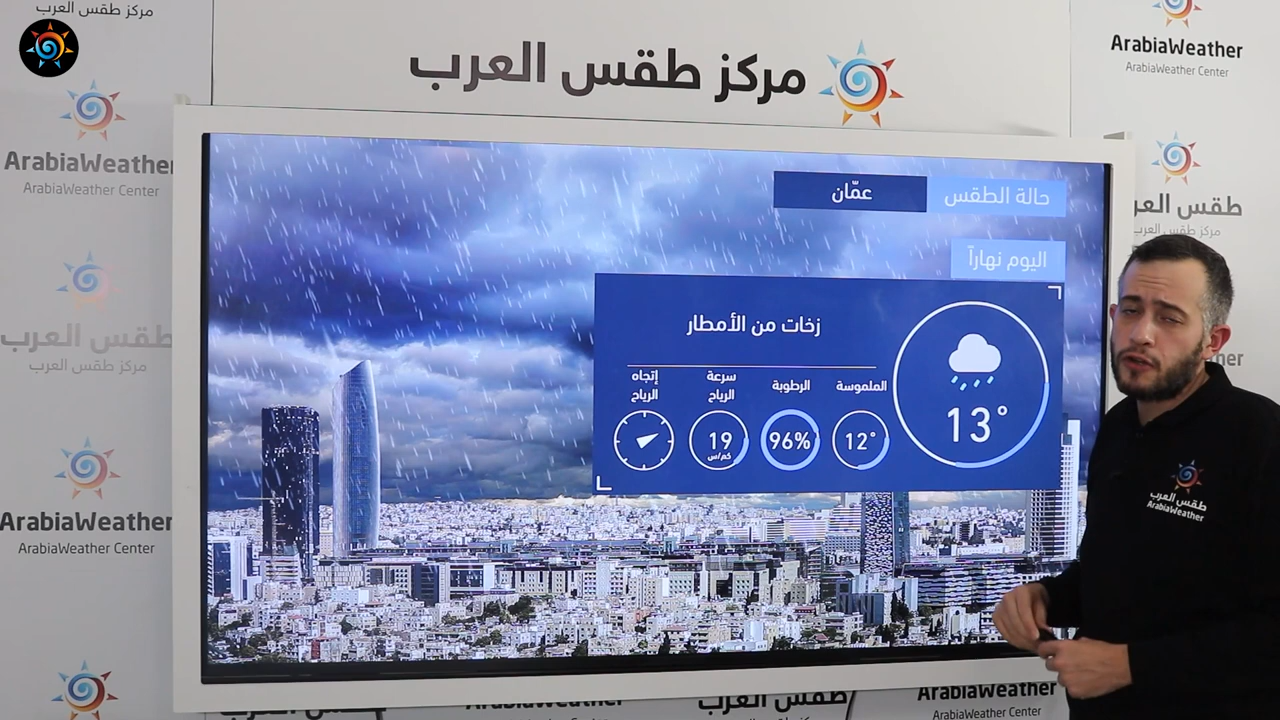 مركز طقس العرب
مركز طقس العرب
ArabiaWeather
ArabiaWeather Center
ArabiaWeather
ArabiaWeather Center
طقس العرب
مركز طقس العرب
ArabiaWeather
ArabiaWeather Center
حالة الطقس
عمّان
اليوم نهاراً
زخات من الأمطار
الملموسة
الرطوبة
سرعة الرياح
إتجاه الرياح
13°
12°
96%
19
كم/س
طقس العرب
ArabiaWeather
طقس العر
مركز طقس العرب
طقس العرب
ArabiaWeather
ArabiaWeather Center